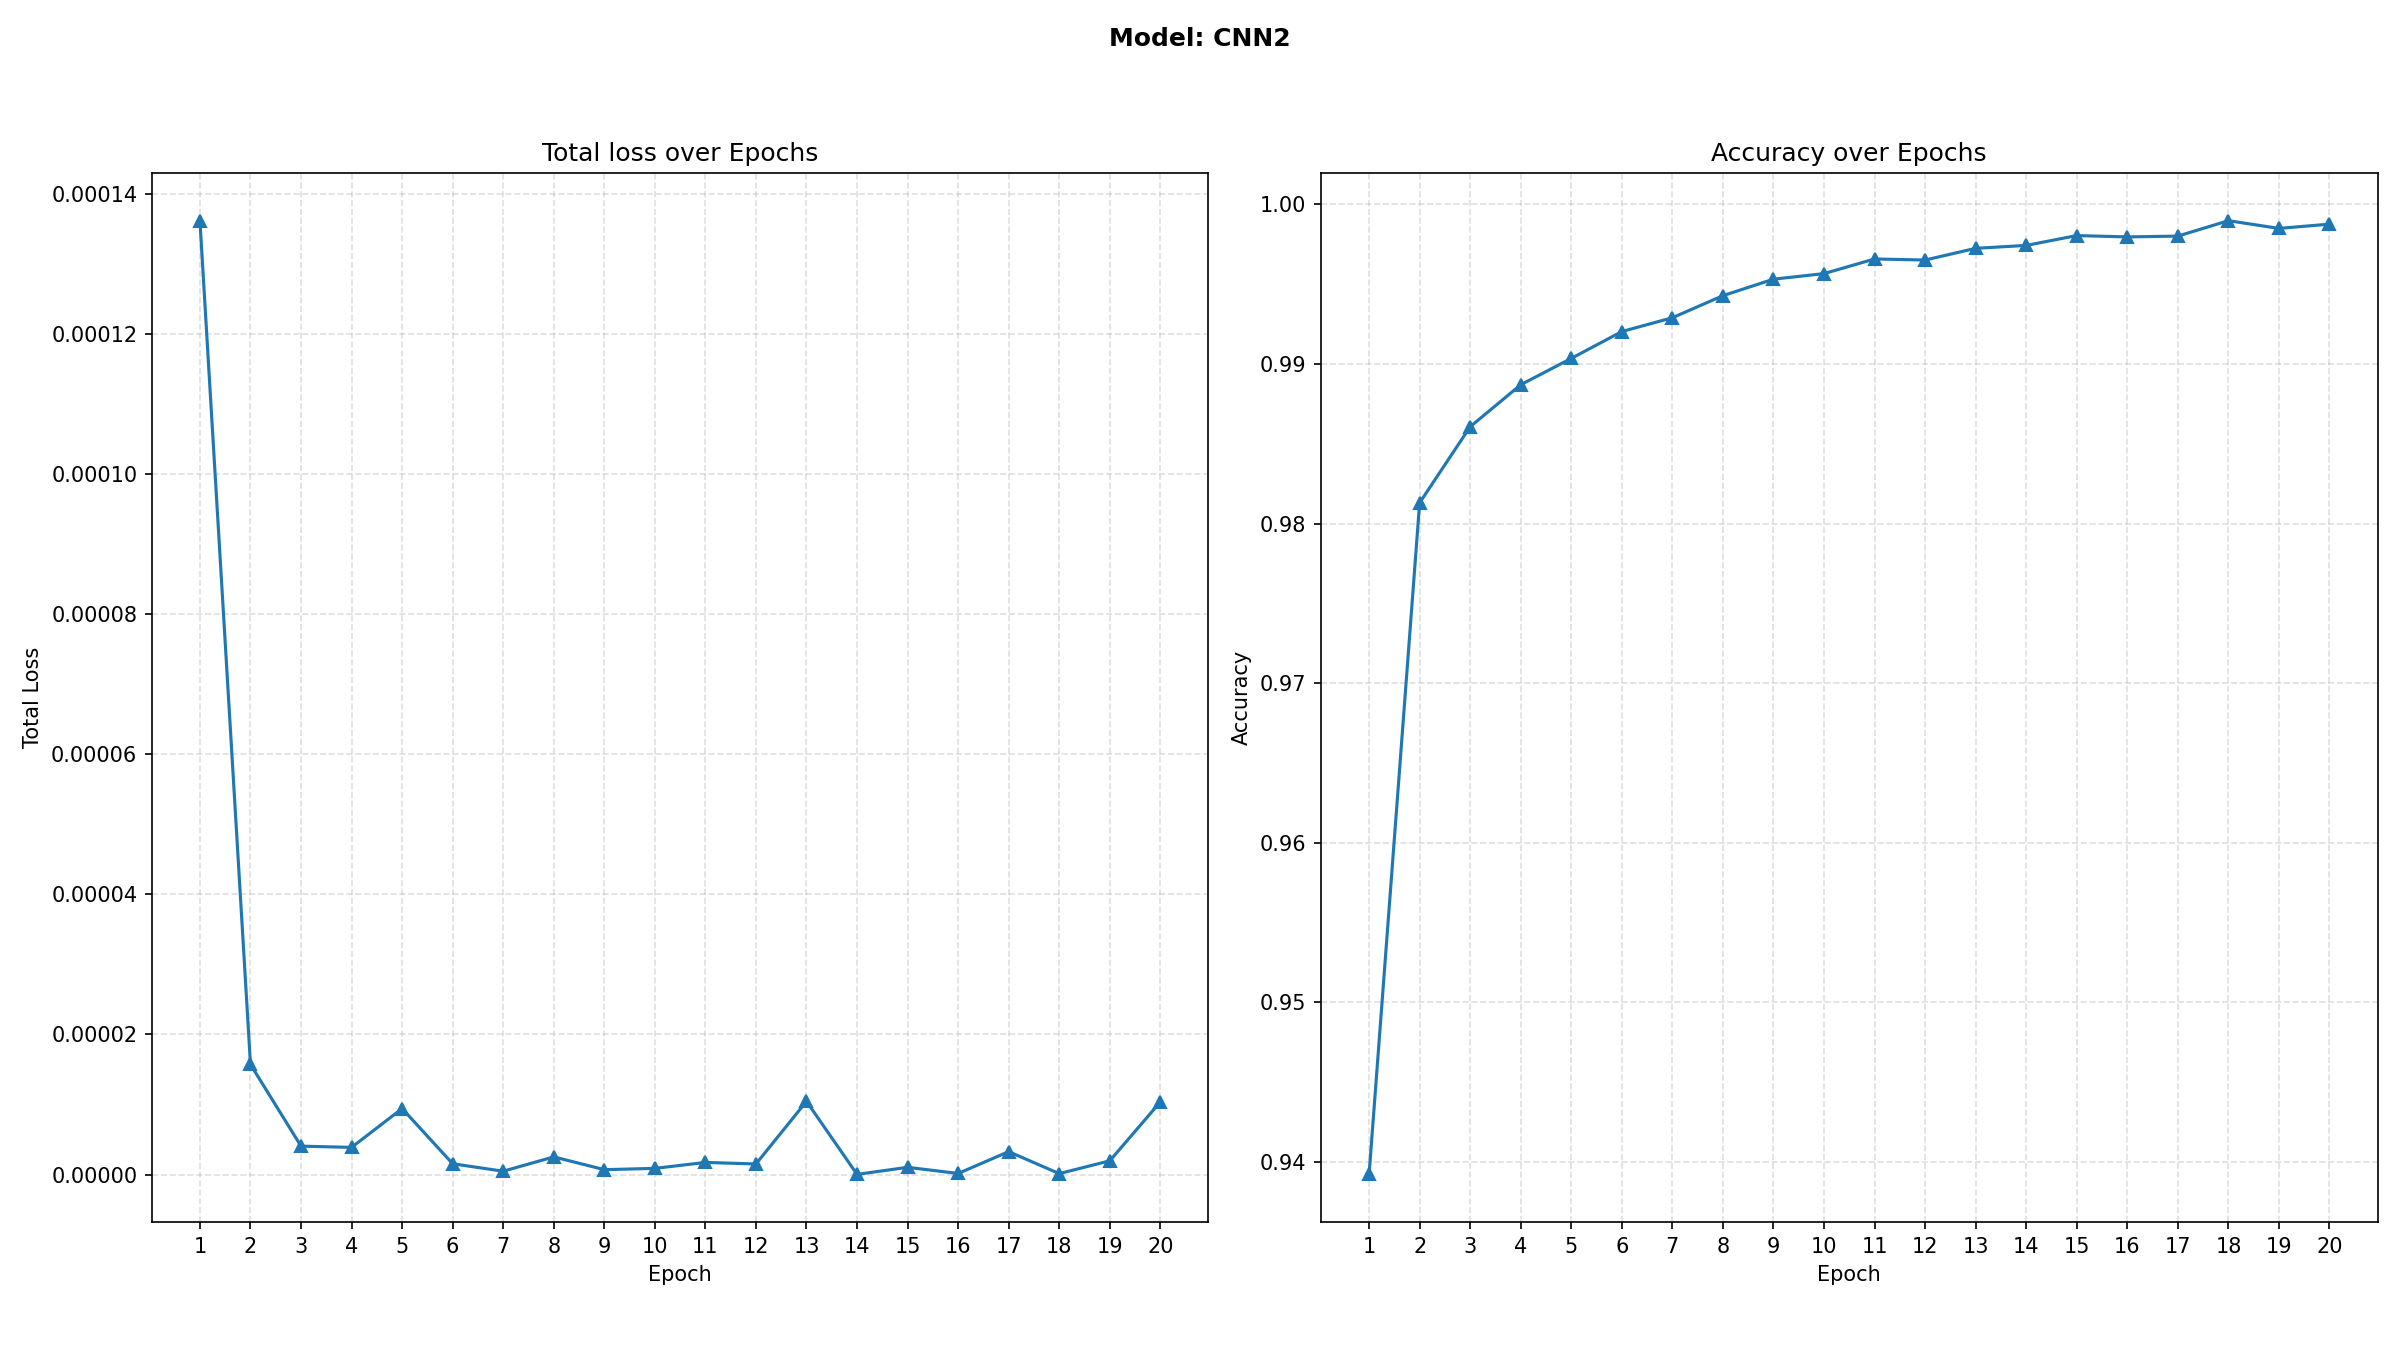 Model: CNN2
Total loss over Epochs
0.00014
0.00012
0.00010
0.00008
0.00006
0.00004
0.00002
0.00000
Total Loss
1 2 3 4 5 6 7 8 9 10 11 12 13 14 15 16 17 18 19 20
Epoch
Accuracy over Epochs
1.00
0.99
0.98
0.97
0.96
0.95
0.94
Accuracy
1 2 3 4 5 6 7 8 9 10 11 12 13 14 15 16 17 18 19 20
Epoch